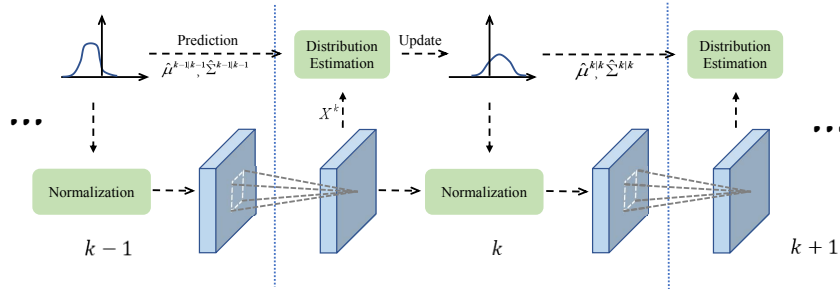 Prediction
μ̂^{k-1|k-1}, Σ̂^{k-1|k-1}
Distribution
Estimation
Update
μ̂^{k|k}, Σ̂^{k|k}
Distribution
Estimation
...
X^k
...
Normalization
Normalization
k − 1
k
k + 1